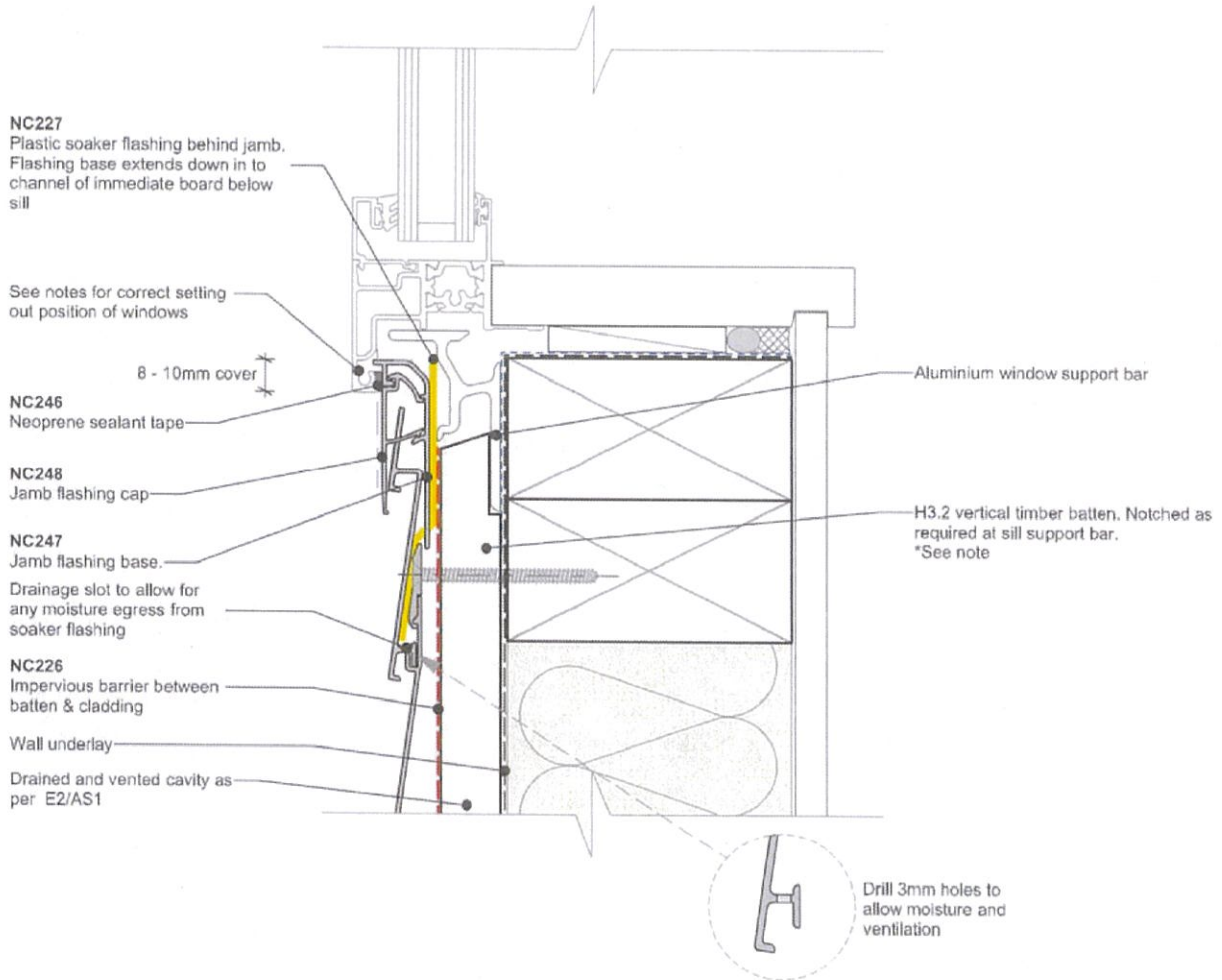 NC227
Plastic soaker flashing behind jamb.
Flashing base extends down in to
channel of immediate board below
sill
See notes for correct setting
out position of windows
8 - 10mm cover
NC246
Neoprene sealant tape
NC248
Jamb flashing cap
NC247
Jamb flashing base.
Drainage slot to allow for
any moisture egress from
soaker flashing
NC226
Impervious barrier between
batten & cladding
Wall underlay
Drained and vented cavity as
per E2/AS1
Aluminium window support bar
H3.2 vertical timber batten. Notched as
required at sill support bar.
*See note
Drill 3mm holes to
allow moisture and
ventilation